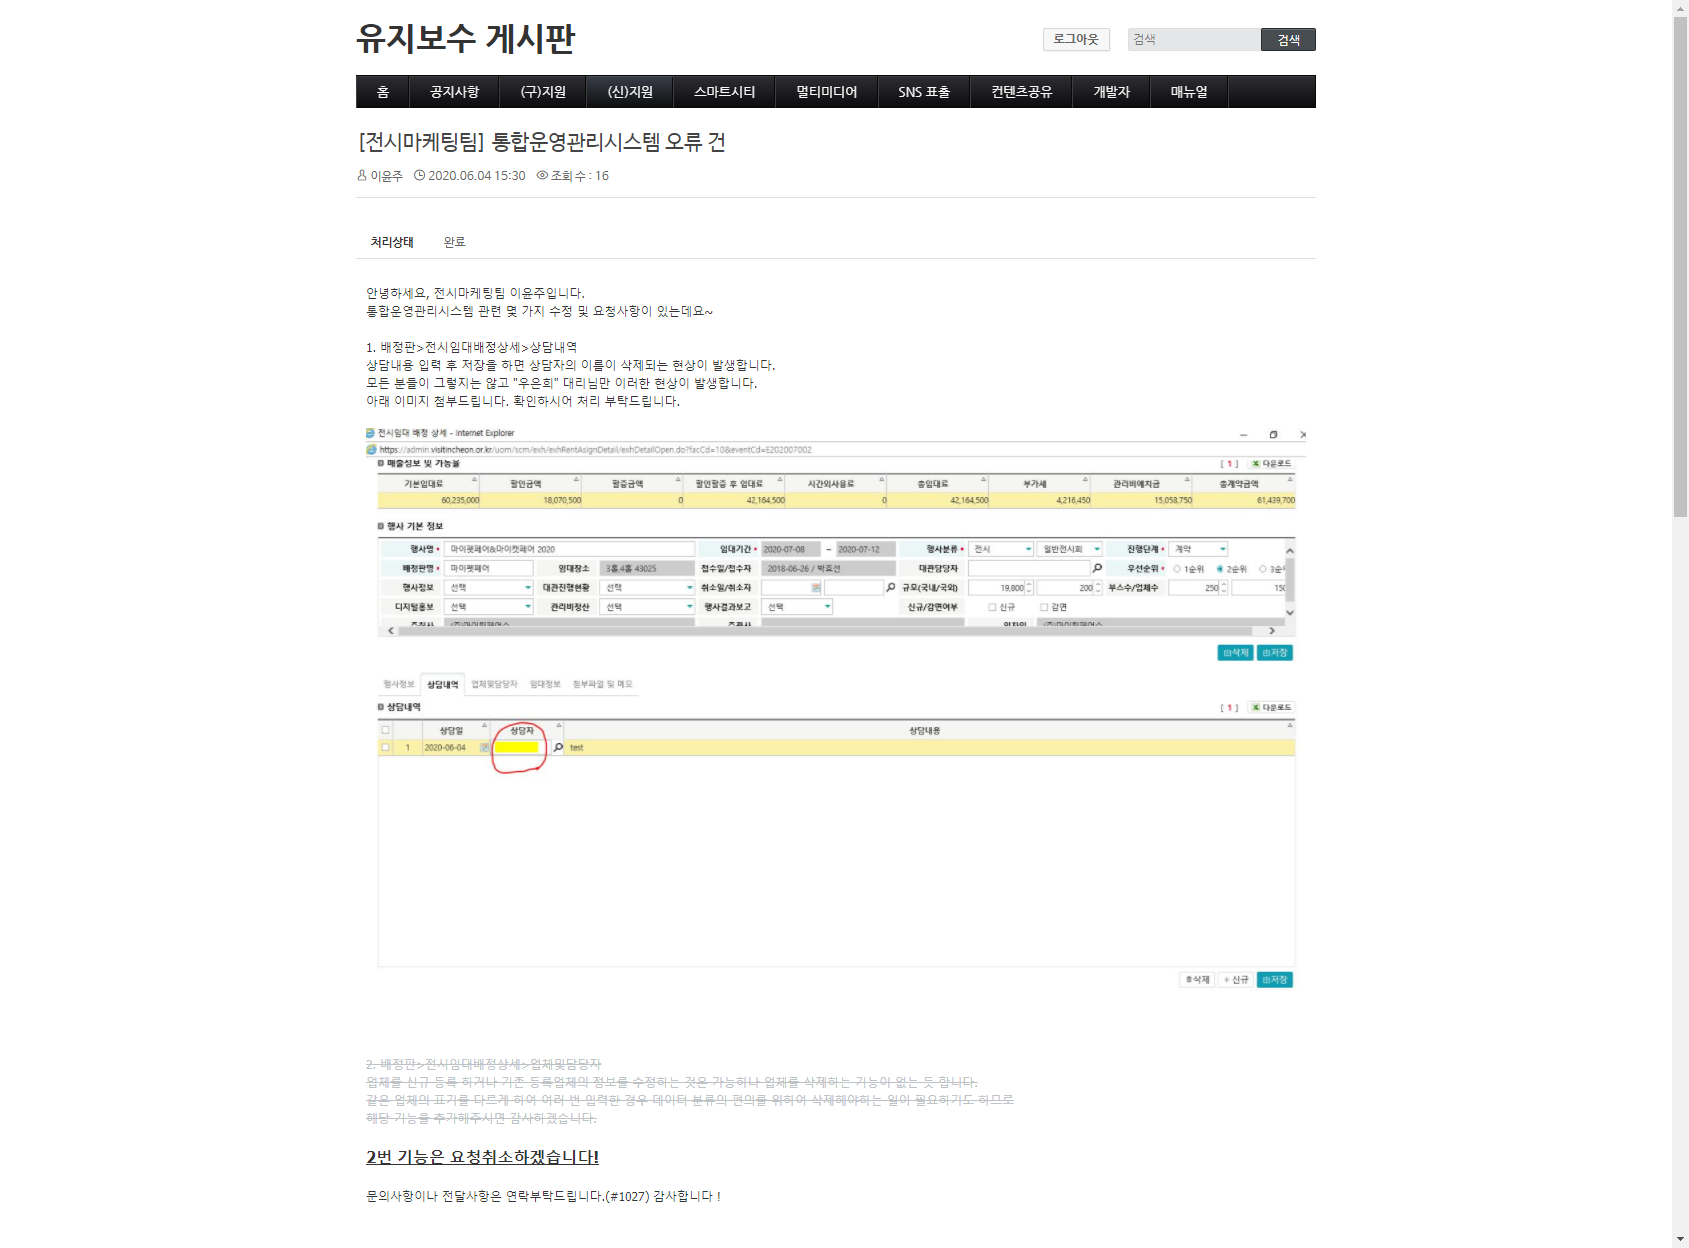 유지보수 게시판
로그아웃 검색 검색
홈 공지사항 (구)지원 (신)지원 스마트시티 멀티미디어 SNS 표출 컨텐츠공유 개발자 매뉴얼
[전시마케팅팀] 통합운영관리시스템 오류 건
이윤주 2020.06.04 15:30 조회 수 : 16
처리상태 완료
안녕하세요, 전시마케팅팀 이윤주입니다.
통합운영관리시스템 관련 몇 가지 수정 및 요청사항이 있는데요~
1. 배정판>전시임대배정상세>상담내역
상담내용 입력 후 저장을 하면 상담자의 이름이 삭제되는 현상이 발생합니다.
모든 분들이 그렇지는 않고 "우은희" 대리님만 이러한 현상이 발생합니다.
아래 이미지 첨부드립니다. 확인하시어 처리 부탁드립니다.
전시임대 배정 상세 - Internet Explorer
https://admin.visitincheon.or.kr/uom/scm/exh/exhRentAsignDetail/exhDetailOpen.do?facCd=10&eventCd=E202007002
매출정보 및 가동율 [ 1 ] 다운로드
기본임대료 할인금액 할증금액 할인할증 후 임대료 시간외사용료 총임대료 부가세 관리비예치금 총계약금액
60,235,000 18,070,500 0 42,164,500 0 42,164,500 4,216,450 15,058,750 61,439,700
행사 기본 정보
행사명 마이펫페어&마이캣페어 2020 임대기간 2020-07-08 ~ 2020-07-12 행사분류 전시 일반전시회 진행단계 계약
배정판명 마이펫페어 임대장소 3홀,4홀 43025 접수일/접수자 2018-06-26 / 박효선 대관담당자 우선순위 1순위 2순위 3순위
행사정보 선택 대관진행현황 선택 취소일/취소자 규모(국내/국외) 19,800 200 부스수/업체수 250 150
디지털홍보 선택 관리비정산 선택 행사결과보고 선택 신규/감면여부 신규 감면
삭제 저장
행사정보 상담내역 업체및담당자 임대정보 첨부파일 및 메모
상담내역 [ 1 ] 다운로드
상담일 상담자 상담내용
1 2020-06-04 test
삭제 + 신규 저장
2. 배정판>전시임대배정상세>업체및담당자
업체를 신규 등록 하거나 기존 등록업체의 정보를 수정하는 것은 가능하나 업체를 삭제하는 기능이 없는 듯 합니다.
같은 업체의 표기를 다르게 하여 여러 번 입력한 경우 데이터 분류의 편의를 위하여 삭제해야하는 일이 필요하기도 하므로
해당 기능을 추가해주시면 감사하겠습니다.
2번 기능은 요청취소하겠습니다!
문의사항이나 전달사항은 연락부탁드립니다.(#1027) 감사합니다 !